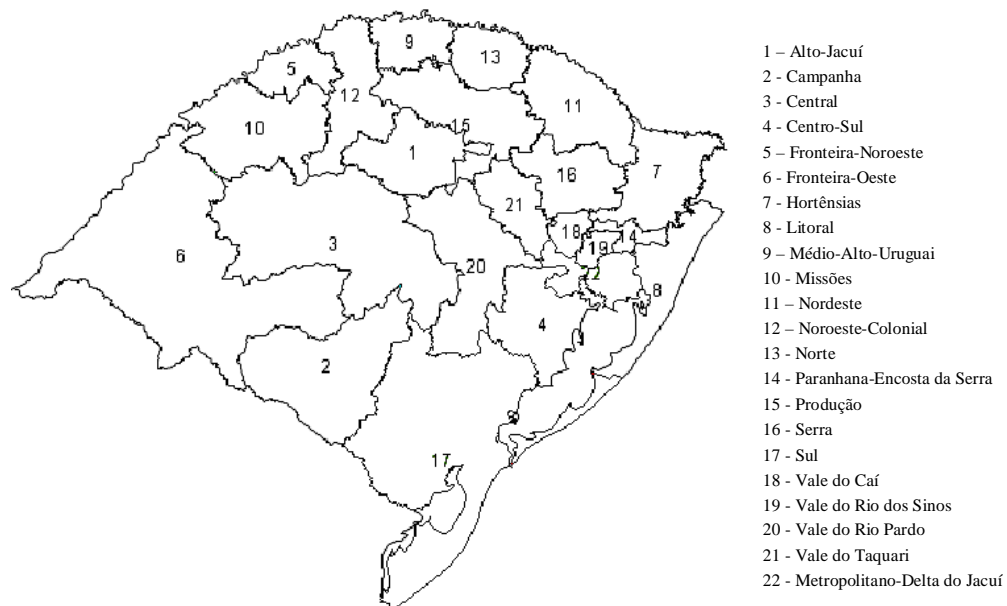 9
13
5
12
11
10
15
1
16
7
21
18
14
3
19
6
20
22
8
4
2
17
1 – Alto-Jacuí
2 - Campanha
3 - Central
4 - Centro-Sul
5 – Fronteira-Noroeste
6 - Fronteira-Oeste
7 - Hortênsias
8 - Litoral
9 – Médio-Alto-Uruguai
10 - Missões
11 - Nordeste
12 – Noroeste-Colonial
13 - Norte
14 - Paranhana-Encosta da Serra
15 - Produção
16 - Serra
17 - Sul
18 - Vale do Caí
19 - Vale do Rio dos Sinos
20 - Vale do Rio Pardo
21 - Vale do Taquari
22 - Metropolitano-Delta do Jacuí